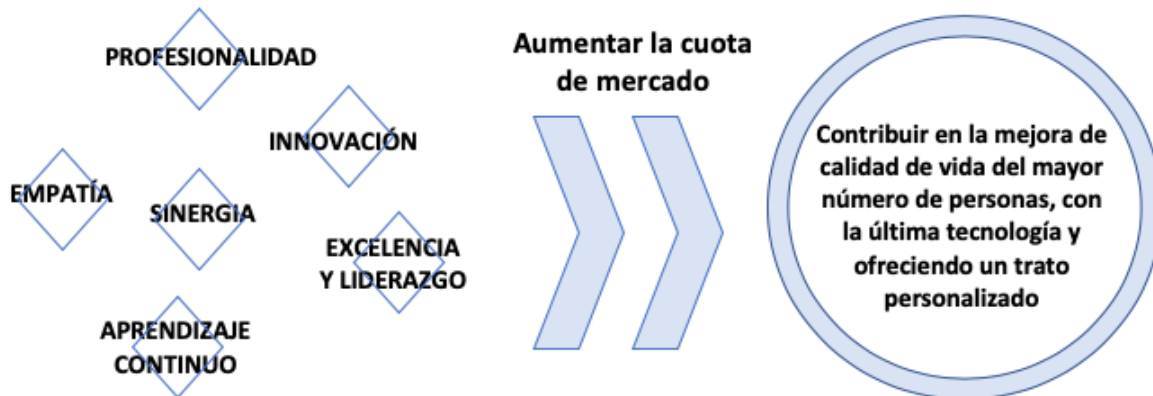 PROFESIONALIDAD
INNOVACIÓN
EMPATÍA
SINERGIA
EXCELENCIA
Y LIDERAZGO
APRENDIZAJE
CONTINUO
Aumentar la cuota
de mercado
Contribuir en la mejora de
calidad de vida del mayor
número de personas, con
la última tecnología y
ofreciendo un trato
personalizado